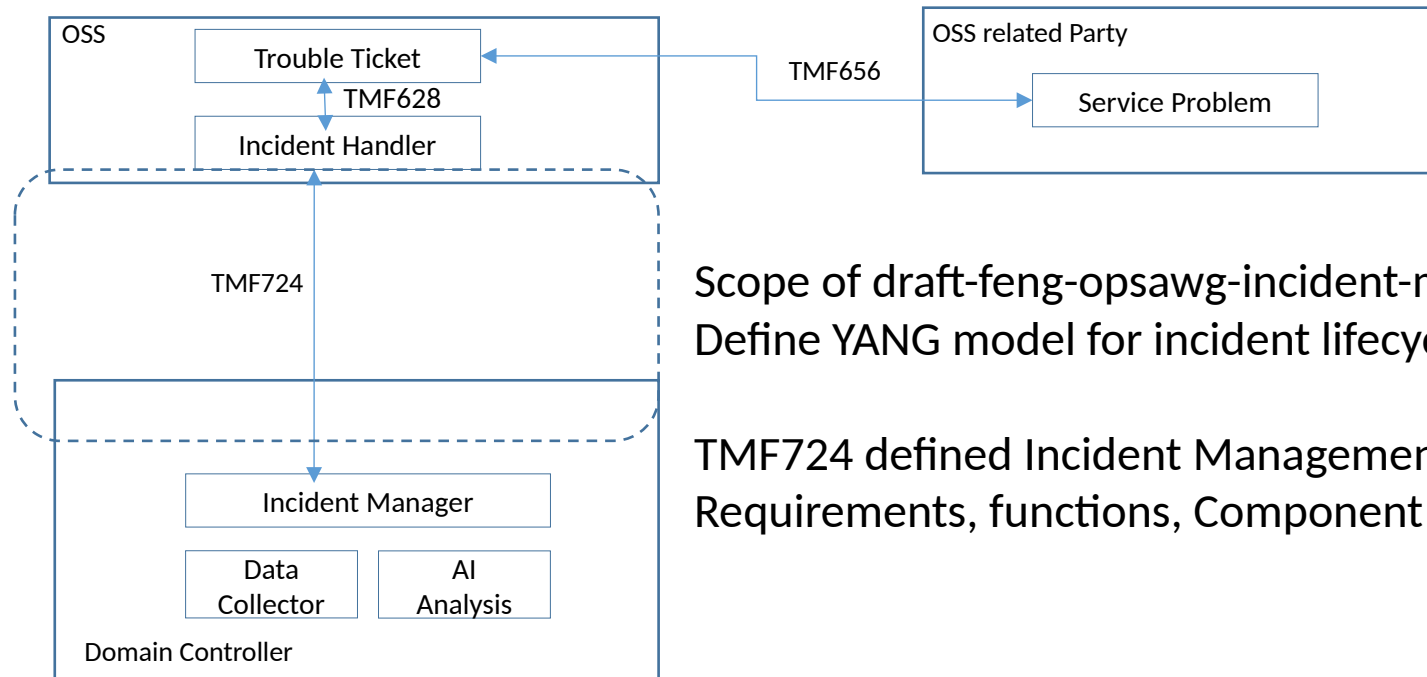 OSS
Trouble Ticket
TMF628
Incident Handler
TMF656
OSS related Party
Service Problem
TMF724
Scope of draft-feng-opsawg-incident-
Define YANG model for incident
TMF724 defined Incident
Requirements, functions, Component
Incident Manager
Data
Collector
AI
Analysis
Domain Controller